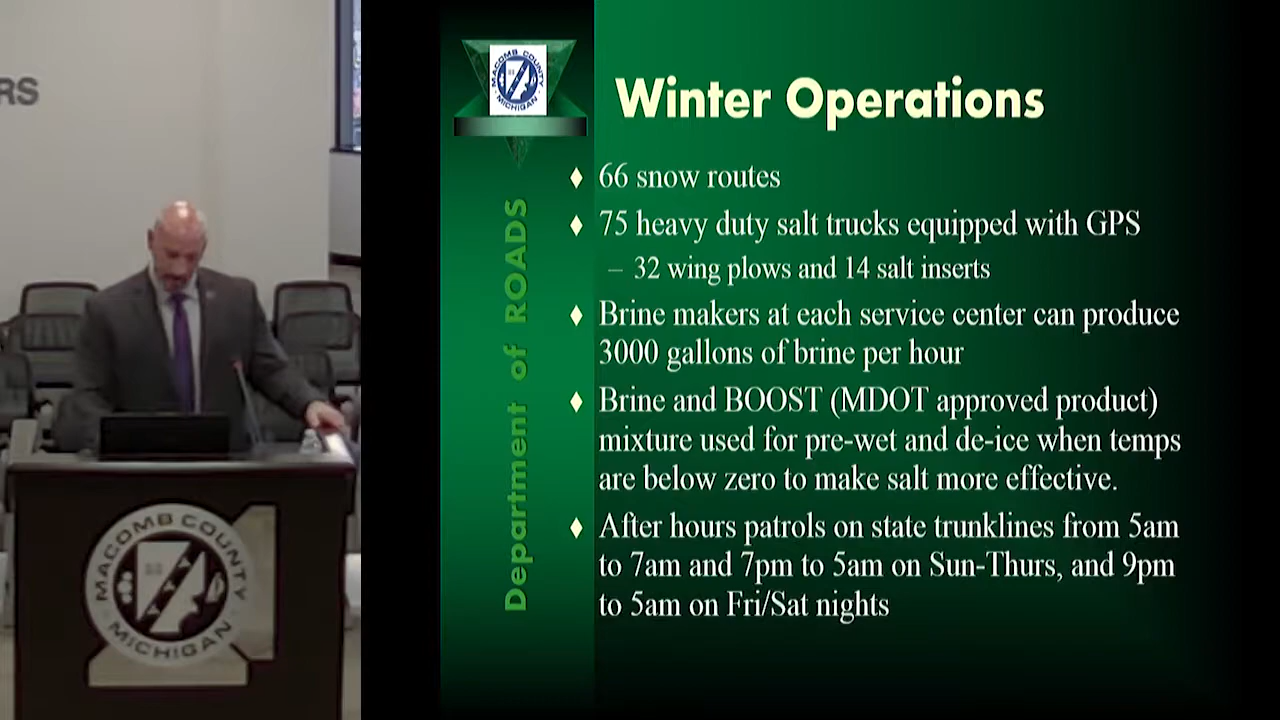 RS
MACOMB COUNTY
MICHIGAN
MACOMB COUNTY
MICHIGAN
Department of ROADS
Winter Operations
66 snow routes
75 heavy duty salt trucks equipped with GPS
– 32 wing plows and 14 salt inserts
Brine makers at each service center can produce
3000 gallons of brine per hour
Brine and BOOST (MDOT approved product)
mixture used for pre-wet and de-ice when temps
are below zero to make salt more effective.
After hours patrols on state trunklines from 5am
to 7am and 7pm to 5am on Sun-Thurs, and 9pm
to 5am on Fri/Sat nights